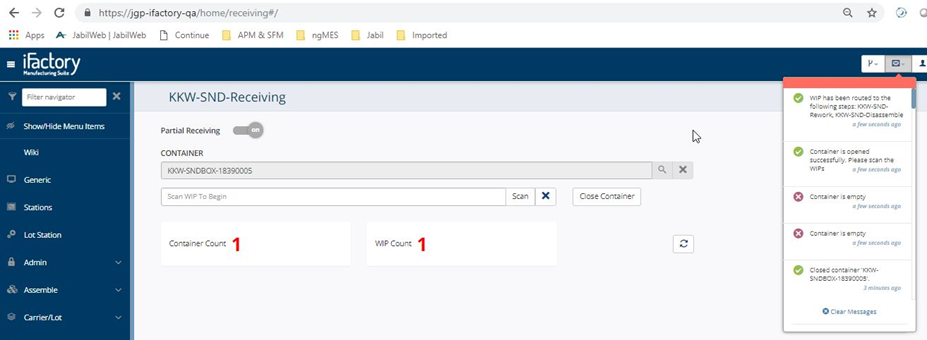 https://jgp-ifactory-qa/home/receiving#/
Apps JabilWeb | JabilWeb Continue APM & SFM ngMES Jabil Imported
iFactory
Manufacturing Suite
Filter navigator
Show/Hide Menu Items
Wiki
Generic
Stations
Lot Station
Admin
Assemble
Carrier/Lot
KKW-SND-Receiving
Partial Receiving on
CONTAINER
KKW-SNDBOX-18390005
Scan WIP To Begin Scan Close Container
Container Count 1 WIP Count 1
WIP has been routed to the
following steps: KKW-SND-
Rework, KKW-SND-Disassemble
a few seconds ago
Container is opened
successfully. Please scan the
WIPs
a few seconds ago
Container is empty
a few seconds ago
Container is empty
a few seconds ago
Closed container 'KKW-
SNDBOX-18390005'.
3 minutes ago
Clear Messages